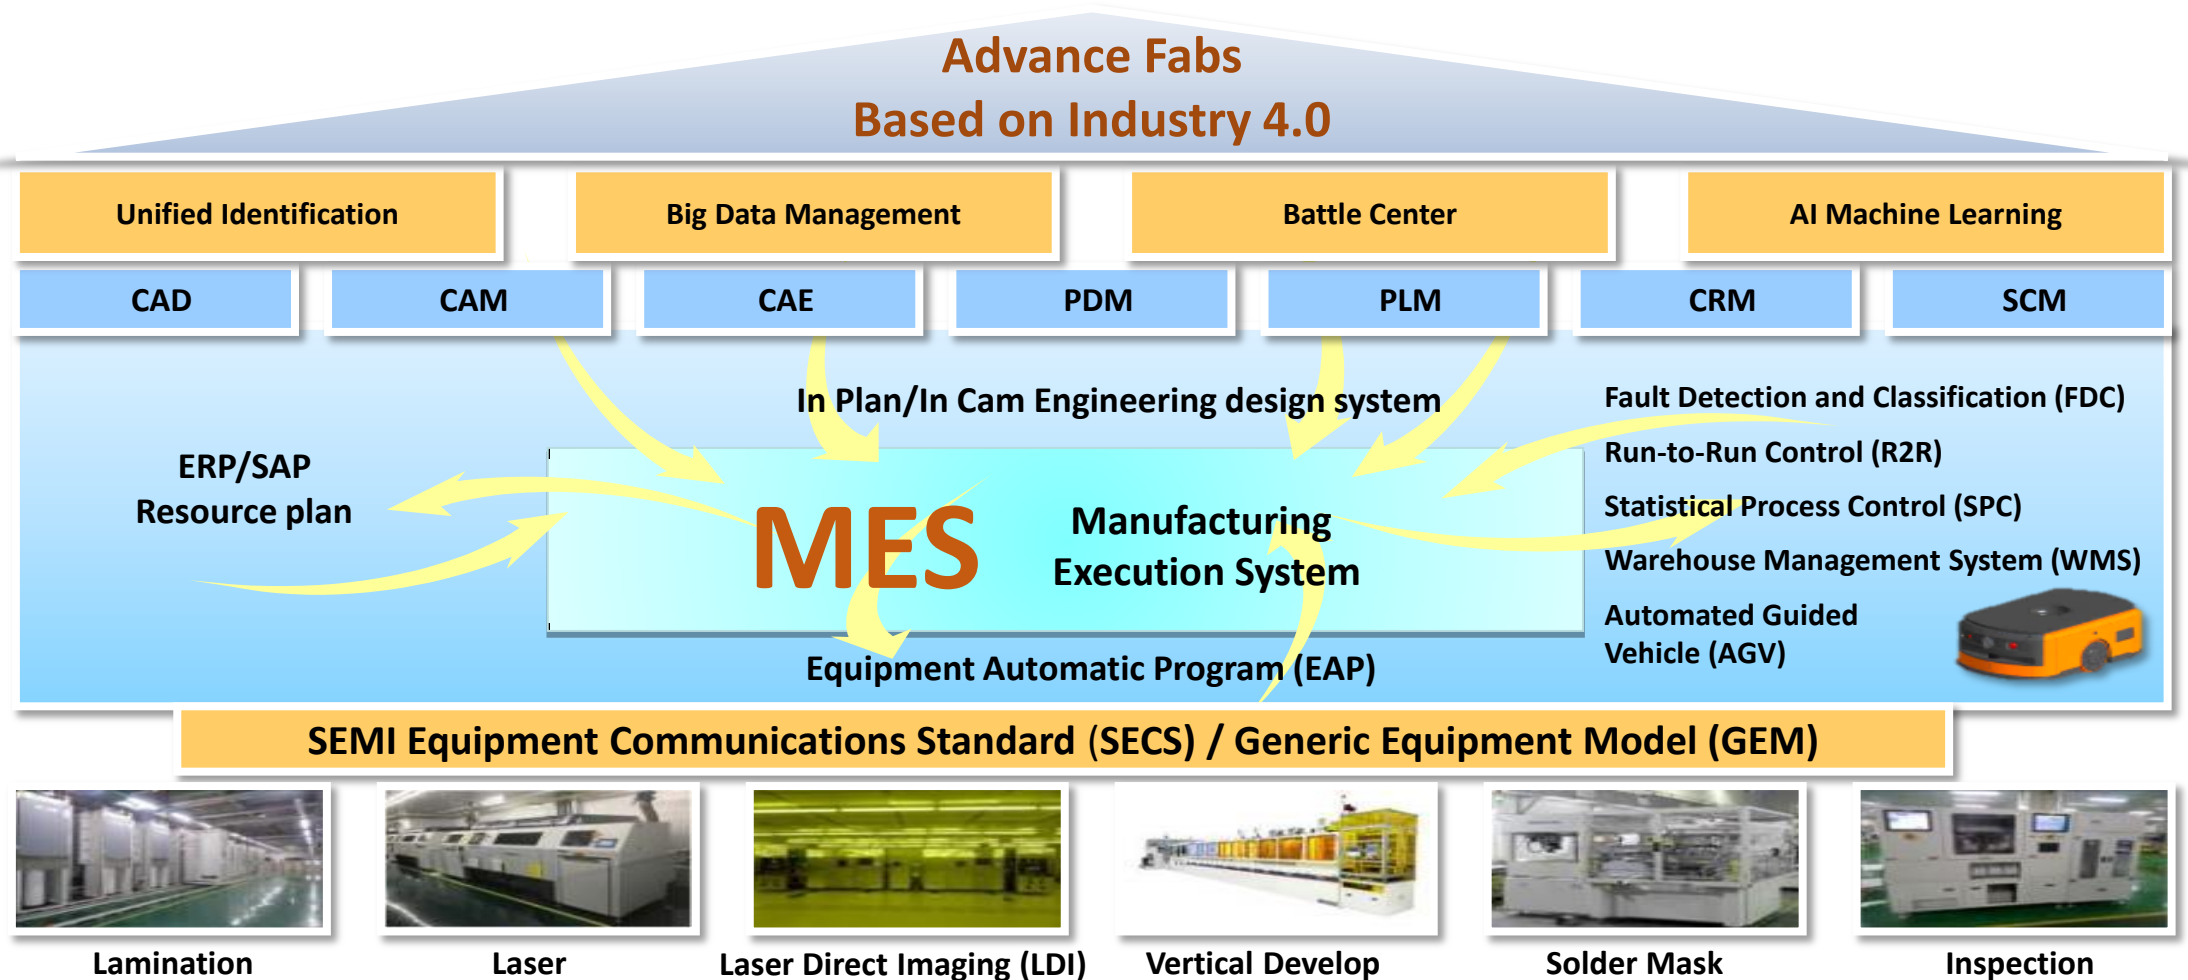 Advance Fabs
Based on Industry 4.0
Unified Identification
Big Data Management
Battle Center
AI Machine Learning
CAD
CAM
CAE
PDM
PLM
CRM
SCM
In Plan/In Cam Engineering design system
ERP/SAP
Resource plan
MES
Manufacturing
Execution System
Equipment Automatic Program (EAP)
Fault Detection and Classification (FDC)
Run-to-Run Control (R2R)
Statistical Process Control (SPC)
Warehouse Management System (WMS)
Automated Guided
Vehicle (AGV)
SEMI Equipment Communications Standard (SECS) / Generic Equipment Model (GEM)
Lamination
Laser
Laser Direct Imaging (LDI)
Vertical Develop
Solder Mask
Inspection